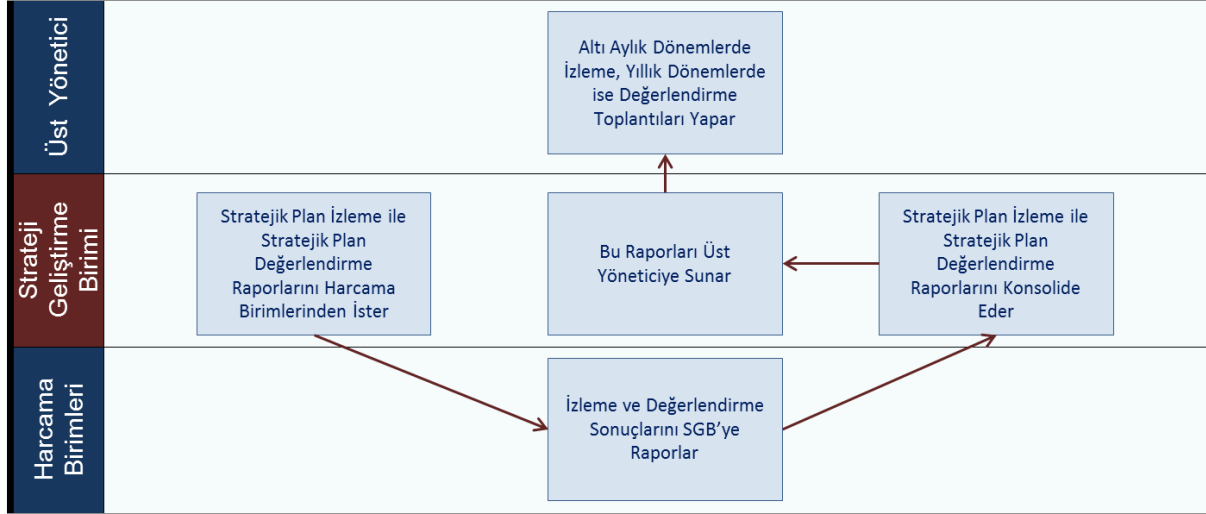 Üst Yönetici
Altı Aylık Dönemlerde
İzleme, Yıllık Dönemlerde
ise Değerlendirme
Toplantıları Yapar
Strateji
Geliştirme
Birimi
Stratejik Plan İzleme ile
Stratejik Plan
Değerlendirme
Raporlarını Harcama
Birimlerinden İster
Bu Raporları Üst
Yöneticiye Sunar
Stratejik Plan İzleme ile
Stratejik Plan
Değerlendirme
Raporlarını Konsolide
Eder
Harcama
Birimleri
İzleme ve Değerlendirme
Sonuçlarını SGB’ye
Raporlar